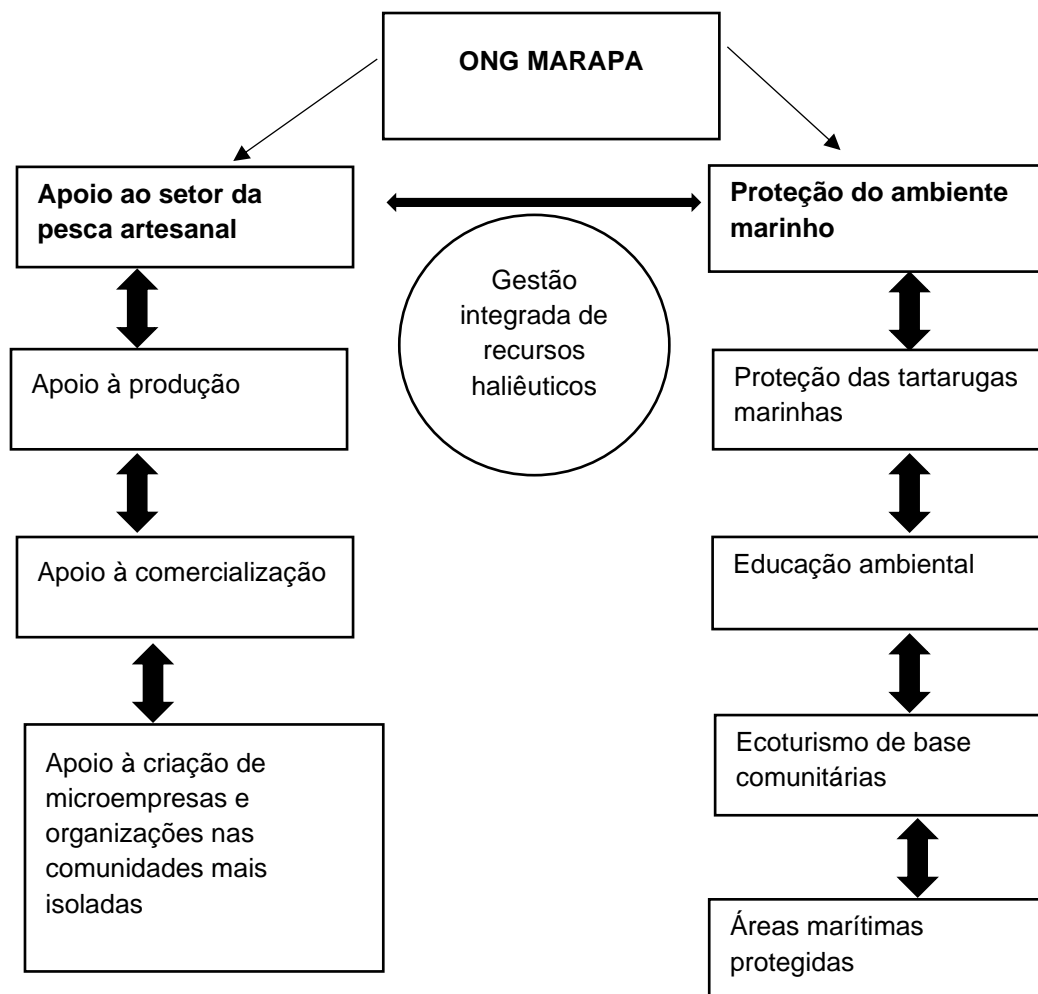 ONG MARAPA
Apoio ao setor da
pesca artesanal
Proteção do ambiente
marinho
Gestão
integrada de
recursos
haliêuticos
Apoio à produção
Proteção das tartarugas
marinhas
Apoio à comercialização
Educação ambiental
Apoio à criação de
microempresas e
organizações nas
comunidades mais
isoladas
Ecoturismo de base
comunitárias
Áreas marítimas
protegidas